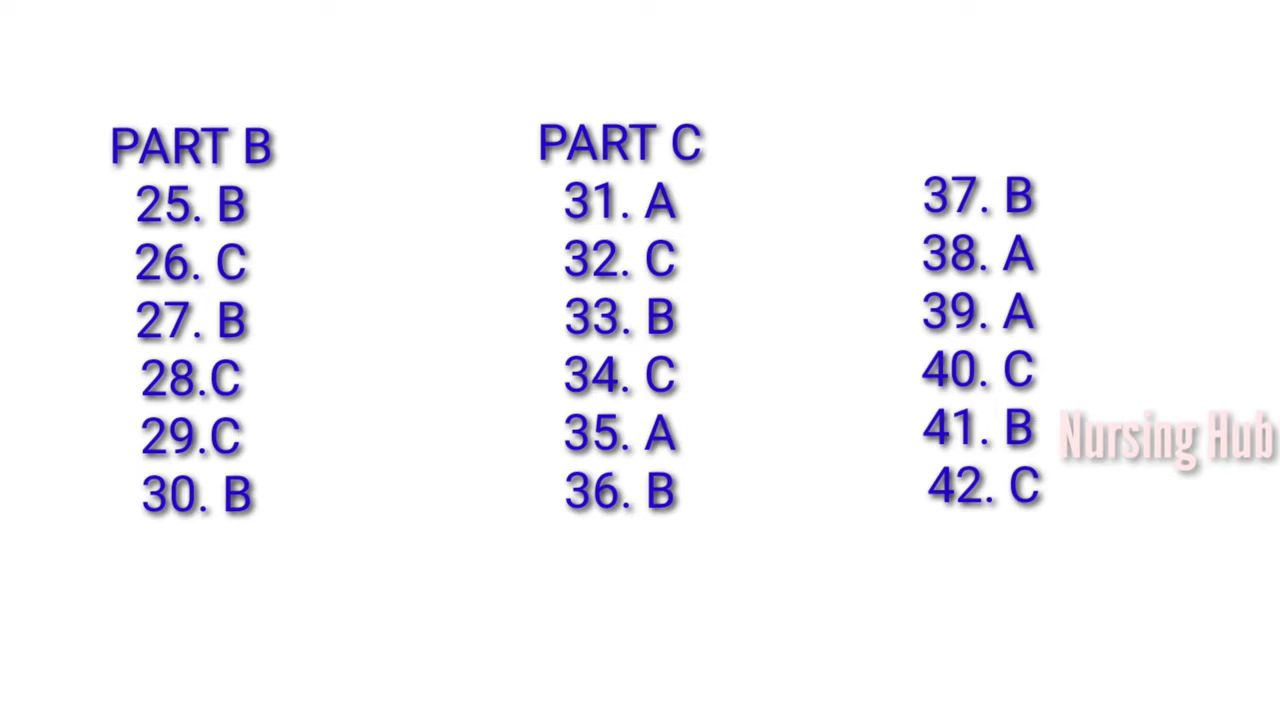 PART B
25. B
26. C
27. B
28.C
29.C
30. B
PART C
31. A
32. C
33. B
34. C
35. A
36. B
37. B
38. A
39. A
40. C
41. B
42. C
Nursing Hub